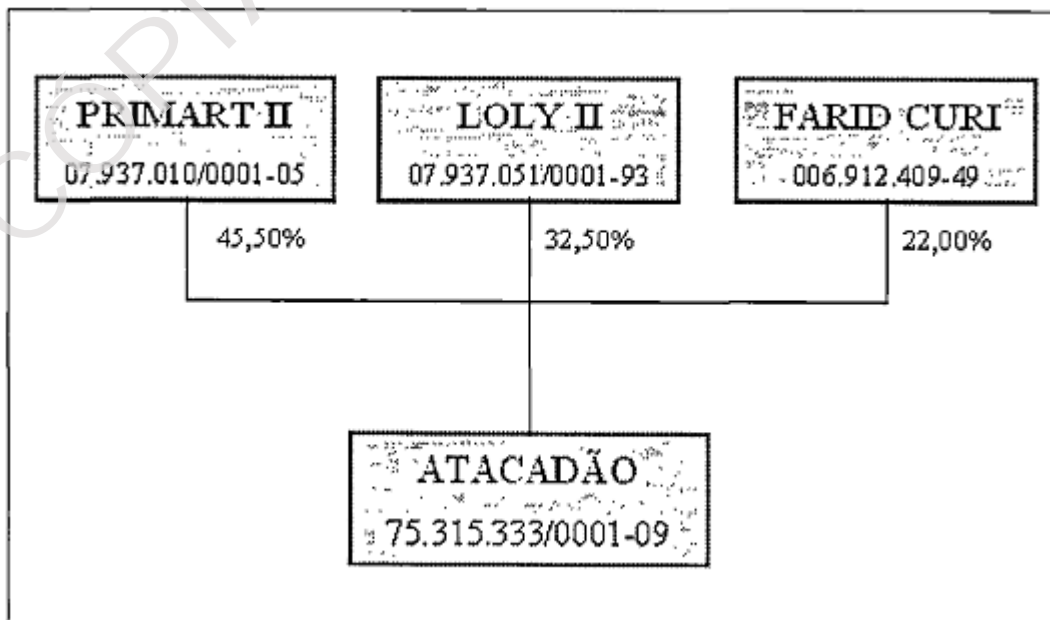 CÓPIA
PRIMART II
07.937.010/0001-05
LOLY II
07.937.051/0001-93
FARID CURI
006.912.409-49
45,50%
32,50%
22,00%
ATACADÃO
75.315.333/0001-09